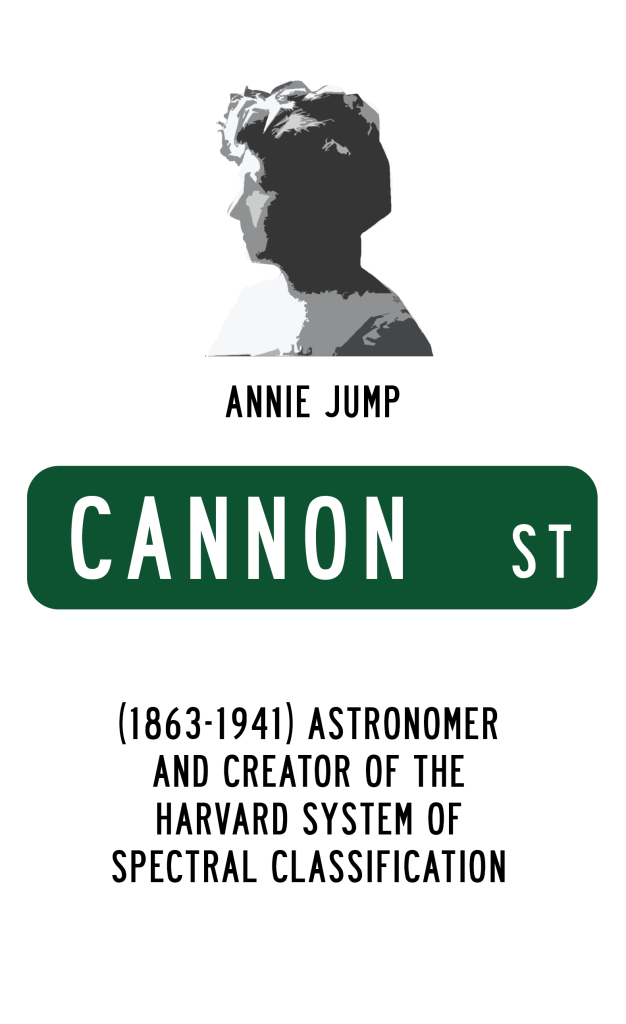 ANNIE JUMP
CANNON ST
(1863-1941) ASTRONOMER
AND CREATOR OF THE
HARVARD SYSTEM OF
SPECTRAL CLASSIFICATION